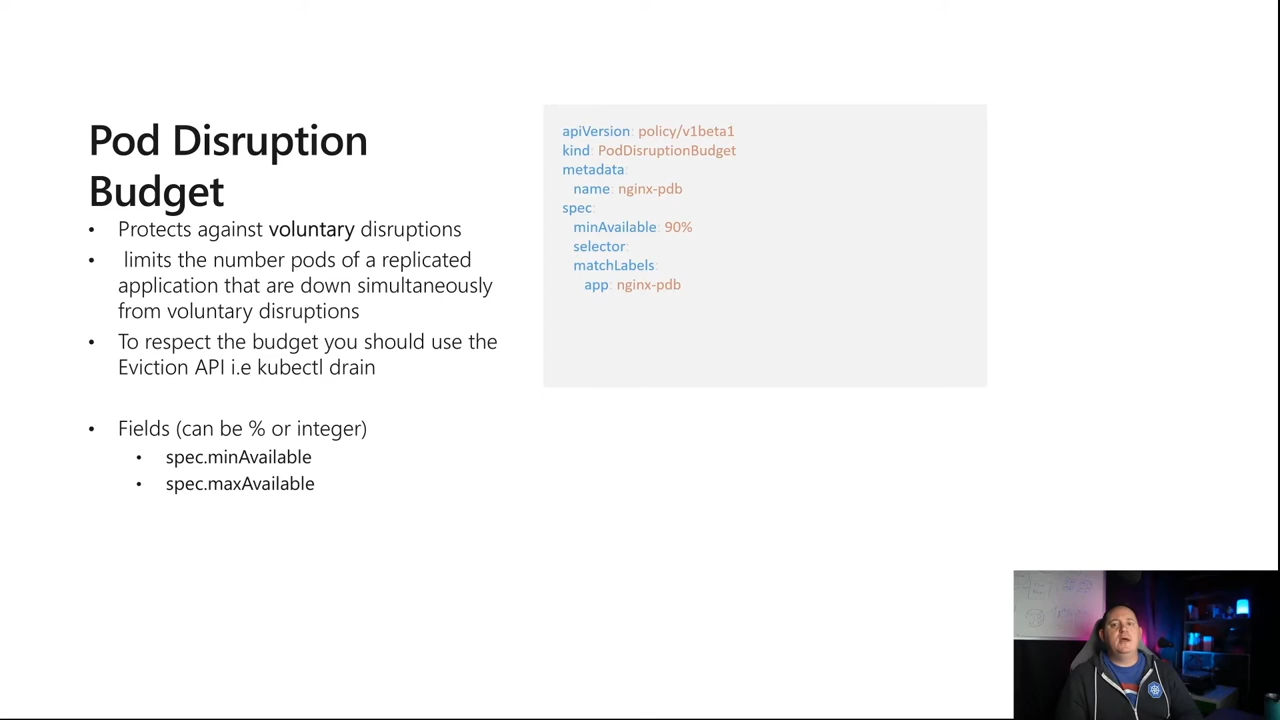 Pod Disruption
Budget
• Protects against voluntary disruptions
• limits the number pods of a replicated
application that are down simultaneously
from voluntary disruptions
• To respect the budget you should use the
Eviction API i.e kubectl drain
• Fields (can be % or integer)
• spec.minAvailable
• spec.maxAvailable
apiVersion: policy/v1beta1
kind: PodDisruptionBudget
metadata:
name: nginx-pdb
spec:
minAvailable: 90%
selector:
matchLabels:
app: nginx-pdb